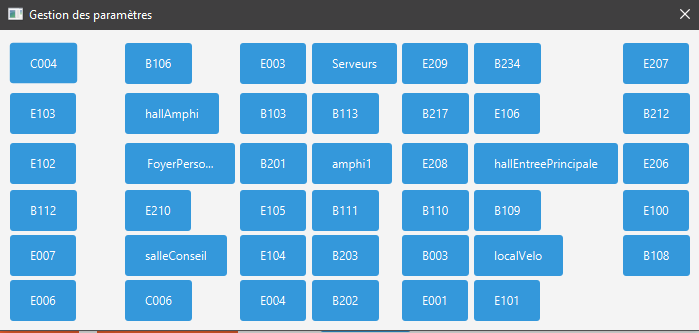 Gestion des paramètres
C004 B106 E003 Serveurs E209 B234 E207
E103 hallAmphi B103 B113 B217 E106 B212
E102 FoyerPerso... B201 amphi1 E208 hallEntreePrincipale E206
B112 E210 E105 B111 B110 B109 E100
E007 salleConseil E104 B203 B003 localVelo B108
E006 C006 E004 B202 E001 E101